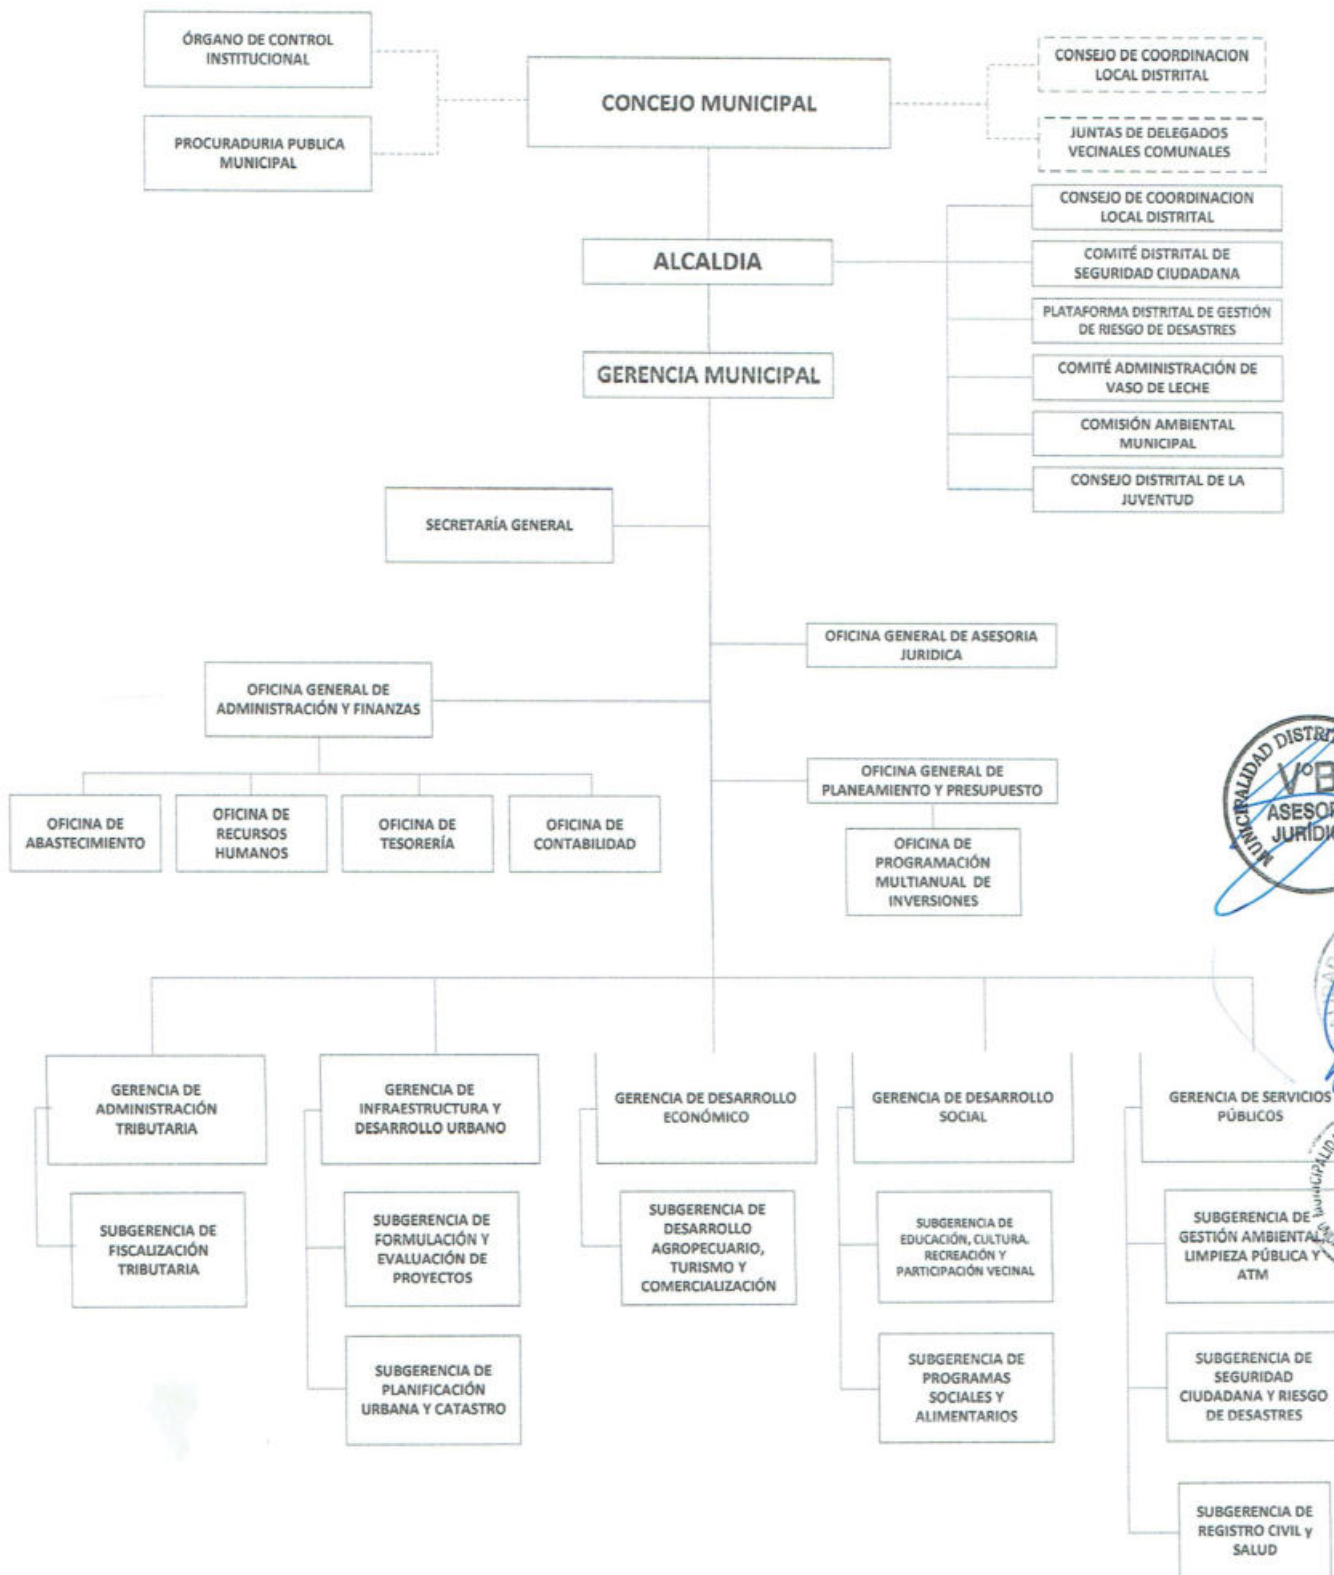 ÓRGANO DE CONTROL
INSTITUCIONAL
PROCURADURIA PUBLICA
MUNICIPAL
CONCEJO MUNICIPAL
CONSEJO DE COORDINACION
LOCAL DISTRITAL
JUNTAS DE DELEGADOS
VECINALES COMUNALES
ALCALDIA
CONSEJO DE COORDINACION
LOCAL DISTRITAL
COMITÉ DISTRITAL DE
SEGURIDAD CIUDADANA
PLATAFORMA DISTRITAL DE GESTIÓN
DE RIESGO DE DESASTRES
COMITÉ ADMINISTRACIÓN DE
VASO DE LECHE
COMISIÓN AMBIENTAL
MUNICIPAL
CONSEJO DISTRITAL DE LA
JUVENTUD
GERENCIA MUNICIPAL
SECRETARÍA GENERAL
OFICINA GENERAL DE ASESORIA
JURIDICA
OFICINA GENERAL DE
ADMINISTRACIÓN Y FINANZAS
OFICINA DE
ABASTECIMIENTO
OFICINA DE
RECURSOS
HUMANOS
OFICINA DE
TESORERÍA
OFICINA DE
CONTABILIDAD
OFICINA GENERAL DE
PLANEAMIENTO Y PRESUPUESTO
OFICINA DE
PROGRAMACIÓN
MULTIANUAL DE
INVERSIONES
MUNICIPALIDAD
V°B
GERENCIA DE
ADMINISTRACIÓN
TRIBUTARIA
SUBGERENCIA DE
FISCALIZACIÓN
TRIBUTARIA
GERENCIA DE
INFRAESTRUCTURA Y
DESARROLLO URBANO
SUBGERENCIA DE
FORMULACIÓN Y
EVALUACIÓN DE
PROYECTOS
SUBGERENCIA DE
PLANIFICACIÓN
URBANA Y CATASTRO
GERENCIA DE DESARROLLO
ECONÓMICO
SUBGERENCIA DE
DESARROLLO
AGROPECUARIO,
TURISMO Y
COMERCIALIZACIÓN
GERENCIA DE DESARROLLO
SOCIAL
SUBGERENCIA DE
EDUCACIÓN, CULTURA.
RECREACIÓN Y
PARTICIPACIÓN VECINAL
SUBGERENCIA DE
PROGRAMAS
SOCIALES Y
ALIMENTARIOS
GERENCIA DE SERVICIOS
PÚBLICOS
SUBGERENCIA DE
GESTIÓN AMBIENTAL
LIMPIEZA PÚBLICA Y
ATM
SUBGERENCIA DE
SEGURIDAD
CIUDADANA Y RIESGO
DE DESASTRES
SUBGERENCIA DE
REGISTRO CIVIL y
SALUD